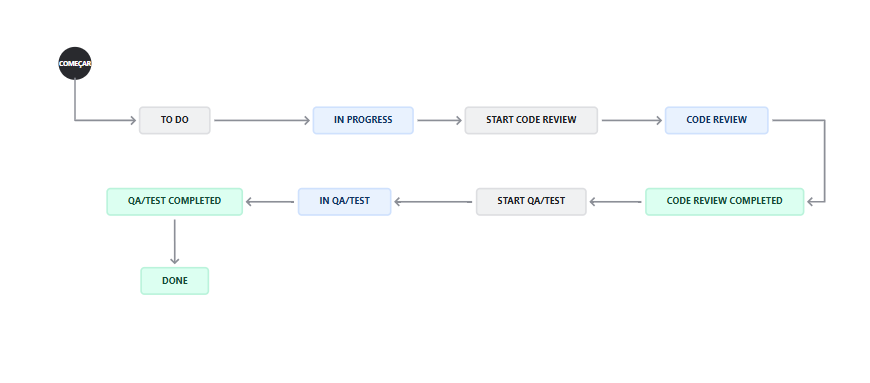 COMEÇAR
TO DO
IN PROGRESS
START CODE REVIEW
CODE REVIEW
CODE REVIEW COMPLETED
START QA/TEST
IN QA/TEST
QA/TEST COMPLETED
DONE